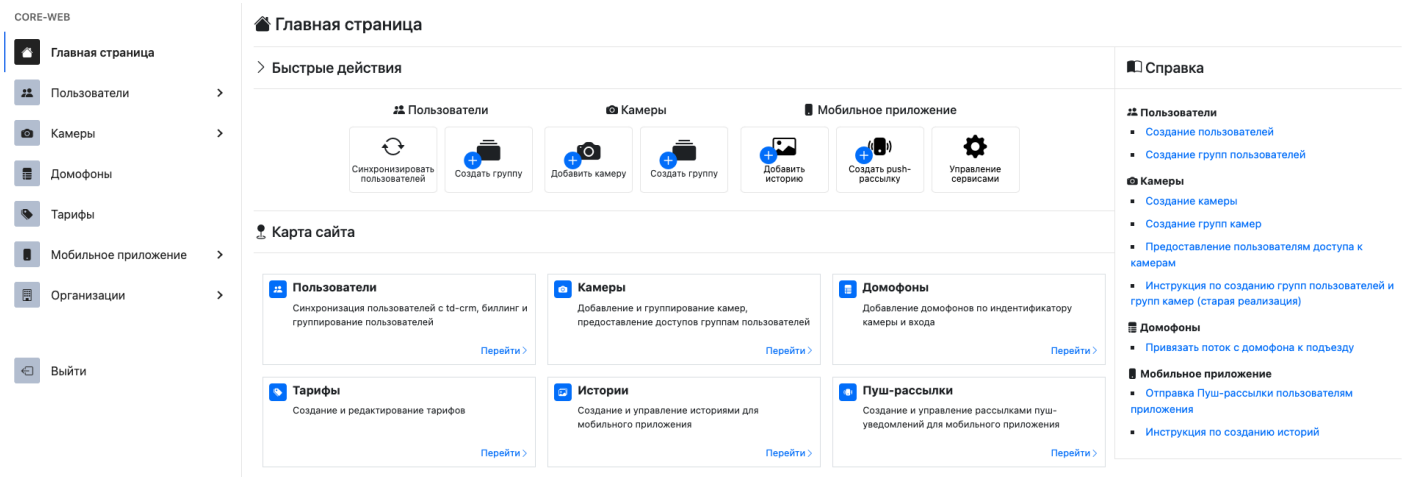 CORE-WEB
Главная страница
Пользователи
Камеры
Домофоны
Тарифы
Мобильное приложение
Организации
Выйти
Главная страница
Быстрые действия
Пользователи
Камеры
Мобильное приложение
Синхронизировать
пользователей
Создать группу
Добавить камеру
Создать группу
Добавить
историю
Создать push-
рассылку
Управление
сервисами
Карта сайта
Пользователи
Синхронизация пользователей с td-crm, биллинг и
группирование пользователей
Перейти
Камеры
Добавление и группирование камер,
предоставление доступов группам пользователей
Перейти
Домофоны
Добавление домофонов по индентификатору
камеры и входа
Перейти
Тарифы
Создание и редактирование тарифов
Перейти
Истории
Создание и управление историями для
мобильного приложения
Перейти
Пуш-рассылки
Создание и управление рассылками пуш-
уведомлений для мобильного приложения
Перейти
Справка
Пользователи
Создание пользователей
Создание групп пользователей
Камеры
Создание камеры
Создание групп камер
Предоставление пользователям доступа к
камерам
Инструкция по созданию групп пользователей и
групп камер (старая реализация)
Домофоны
Привязать поток с домофона к подъезду
Мобильное приложение
Отправка Пуш-рассылки пользователям
приложения
Инструкция по созданию историй